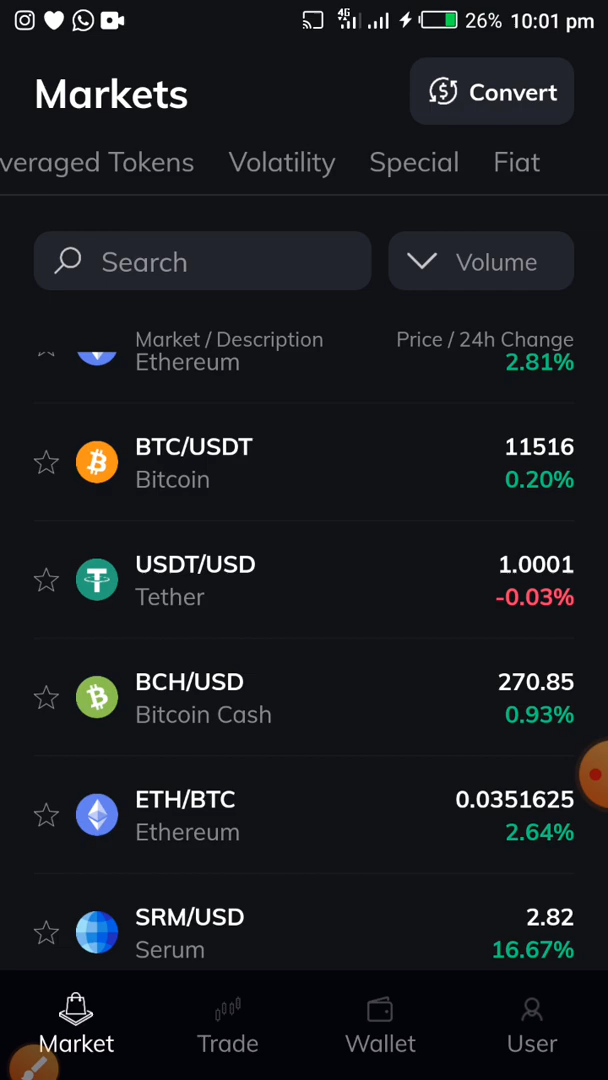 4G 26% 10:01 pm
Markets
Convert
veraged Tokens Volatility Special Fiat
Search
Volume
Market / Description Price / 24h Change
Ethereum 2.81%
BTC/USDT 11516
Bitcoin 0.20%
USDT/USD 1.0001
Tether -0.03%
BCH/USD 270.85
Bitcoin Cash 0.93%
ETH/BTC 0.0351625
Ethereum 2.64%
SRM/USD 2.82
Serum 16.67%
Market Trade Wallet User